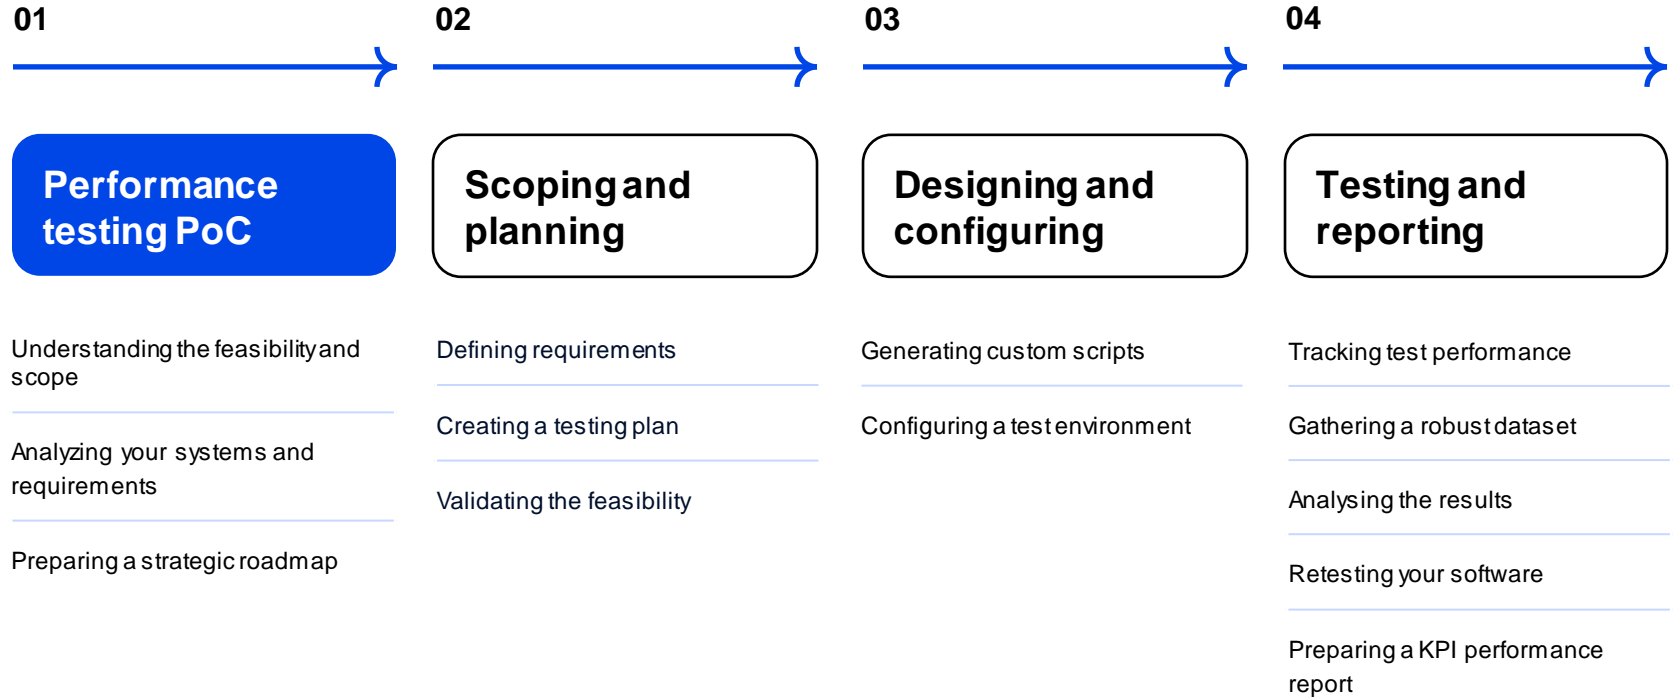 01
Performance
testing PoC
Understanding the feasibility and
scope
Analyzing your systems and
requirements
Preparing a strategic roadmap
02
Scoping and
planning
Defining requirements
Creating a testing plan
Validating the feasibility
03
Designing and
configuring
Generating custom scripts
Configuring a test environment
04
Testing and
reporting
Tracking test performance
Gathering a robust dataset
Analysing the results
Retesting your software
Preparing a KPI performance
report